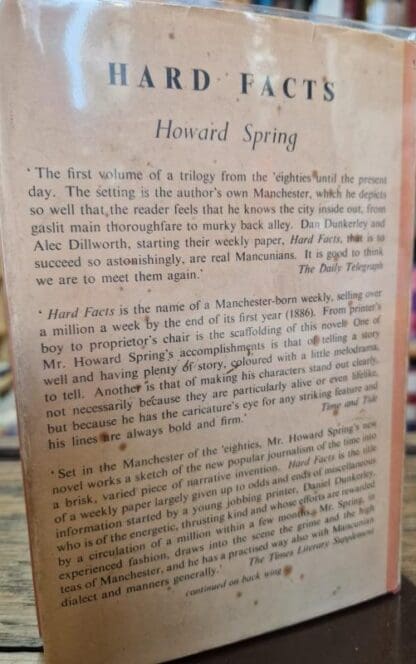 HARD FACTS
Howard Spring
'The first volume of a trilogy from the 'eighties until the present
day. The setting is the author's own Manchester, which he depicts
so well that the reader feels that he knows the city inside out, from
gaslit main thoroughfare to murky back alley. Dan Dunkerley and
Alec Dillworth, starting their weekly paper, Hard Facts, that is to
succeed so astonishingly, are real Mancunians. It is good to think
we are to meet them again.' The Daily Telegraph
'Hard Facts is the name of a Manchester-born weekly, selling over
a million a week by the end of its first year (1886). From printer's
boy to proprietor's chair is the scaffolding of this novel. One of
Mr. Howard Spring's accomplishments is that of telling a story
well and having plenty of story, coloured with a little melodrama,
to tell. Another is that of making his characters stand out clearly,
not necessarily because they are particularly alive or even lifelike,
but because he has the caricature's eye for any striking feature and
his lines are always bold and firm.' Time and Tide
'Set in the Manchester of the 'eighties, Mr. Howard Spring's new
novel works a sketch of the new popular journalism of the time into
a brisk, varied piece of narrative invention. Hard Facts is the title
of a weekly paper largely given up to odds and ends of miscellaneous
information started by a young jobbing printer, Daniel Dunkerley,
who is of the energetic, thrusting kind and whose efforts are rewarded
by a circulation of a million within a few months. Mr. Spring, in
experienced fashion, draws into the scene the grime and the high
teas of Manchester, and he has a practised way also with Mancunian
dialect and manners generally.' The Times Literary Supplement
continued on back wing